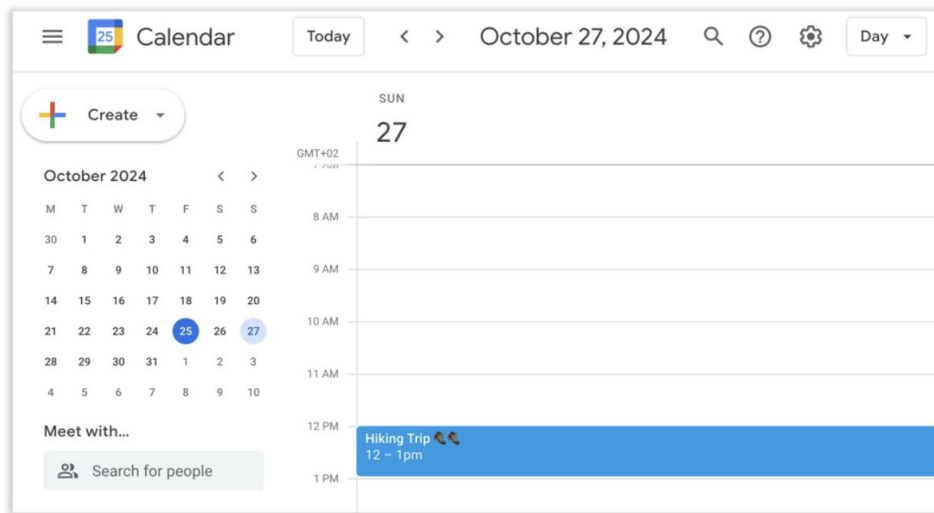 25 Calendar Today October 27, 2024 Day
Create
October 2024
M T W T F S S
30 1 2 3 4 5 6
7 8 9 10 11 12 13
14 15 16 17 18 19 20
21 22 23 24 25 26 27
28 29 30 31 1 2 3
4 5 6 7 8 9 10
Meet with...
Search for people
SUN
27
GMT+02
7 AM
8 AM
9 AM
10 AM
11 AM
12 PM
Hiking Trip 🥾🥾
12 – 1pm
1 PM